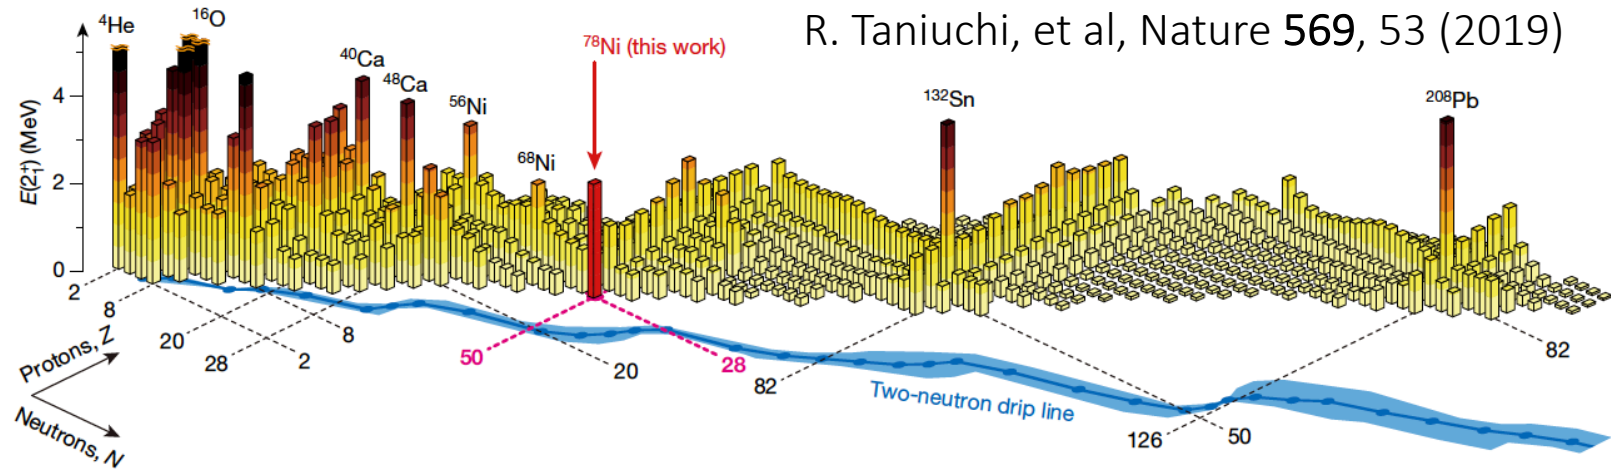 R. Taniuchi, et al, Nature 569, 53 (2019)
⁴He
¹⁶O
⁴⁰Ca
⁴⁸Ca
⁵⁶Ni
⁶⁸Ni
⁷⁸Ni (this work)
¹³²Sn
²⁰⁸Pb
E(2₁⁺) (MeV)
4
2
0
2
8
20
28
2
8
50
20
28
82
126
50
82
Protons, Z
Neutrons, N
Two-neutron drip line